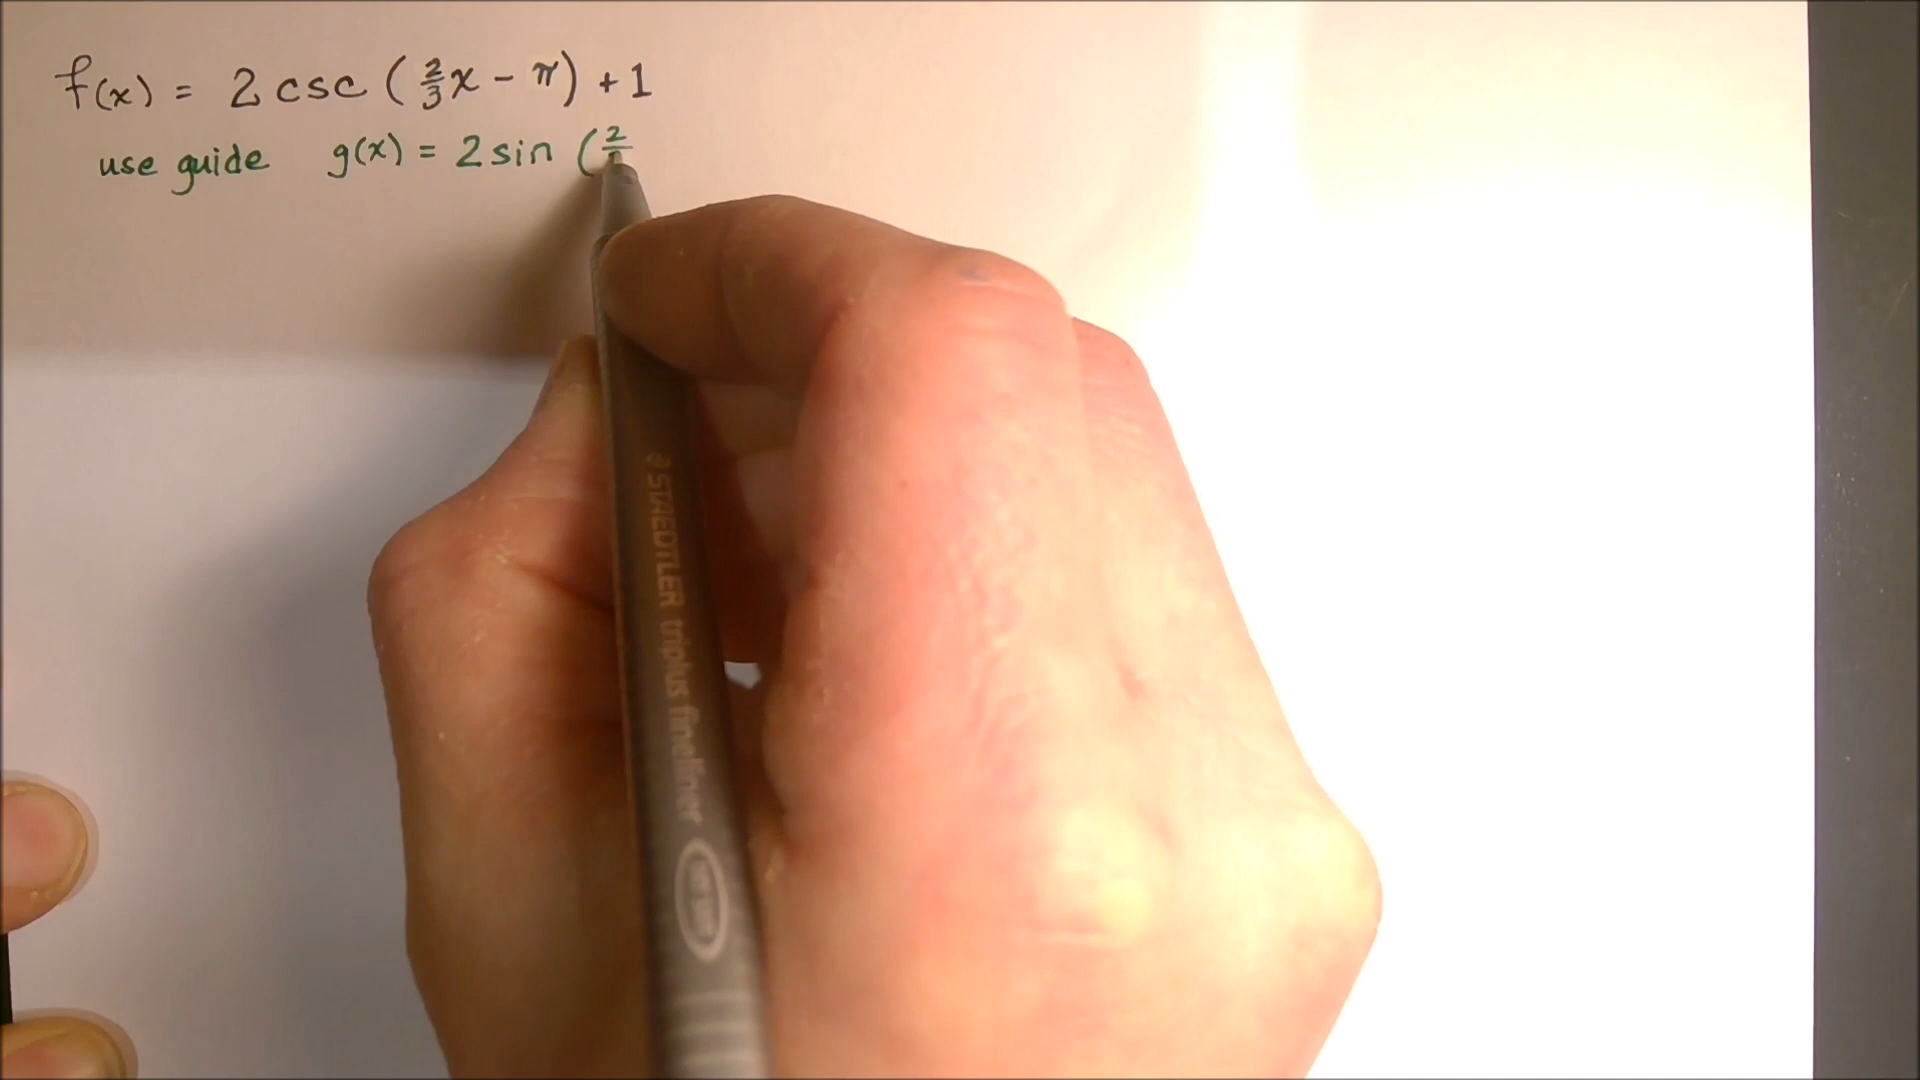 f(x) = 2 csc (2/3 x - π) + 1
use guide g(x) = 2 sin (2/
STAEDTLER triplus fineliner